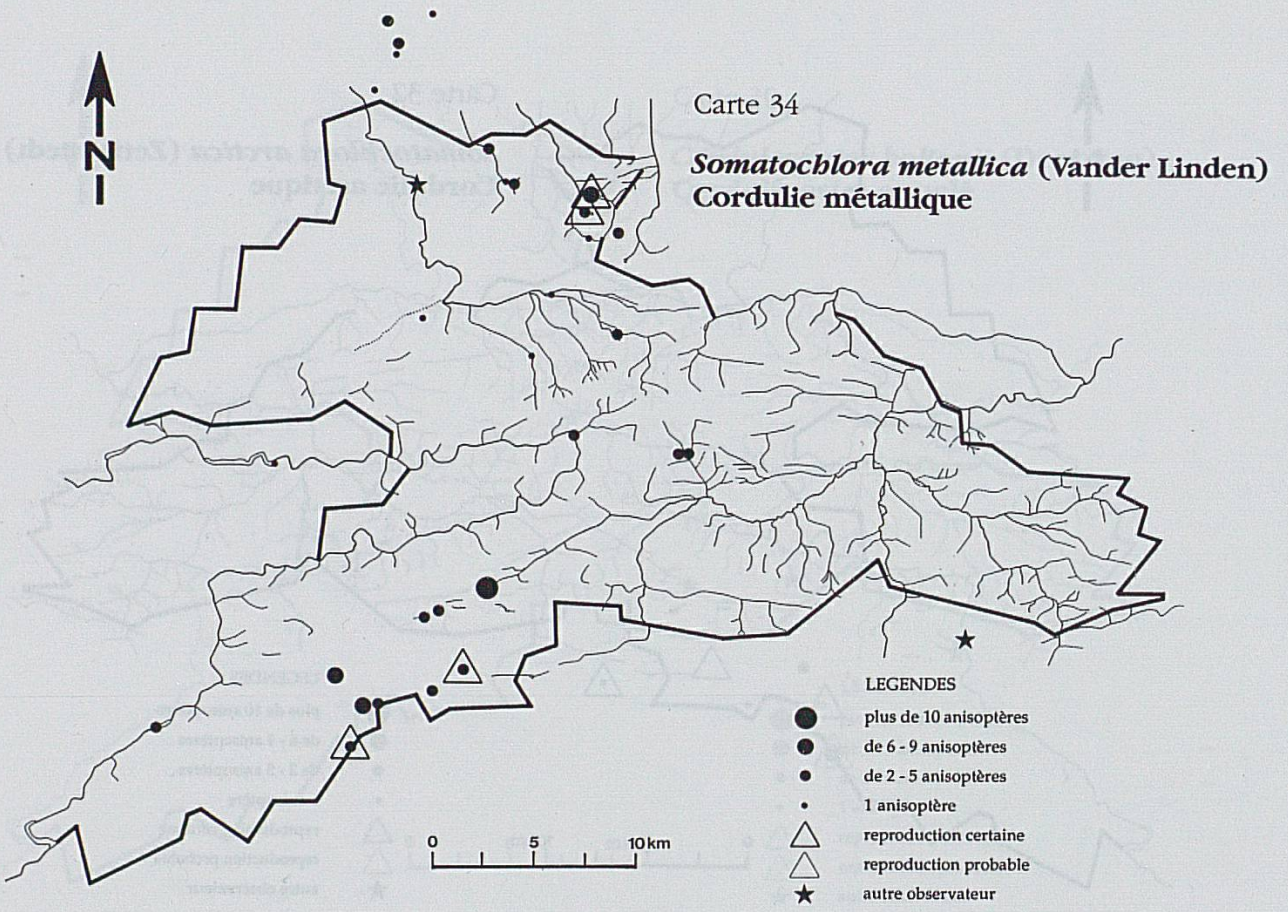 N
Carte 34
Somatochlora metallica (Vander Linden)
Cordulie métallique
LEGENDES
plus de 10 anisoptères
de 6 - 9 anisoptères
de 2 - 5 anisoptères
1 anisoptère
reproduction certaine
reproduction probable
autre observateur
0 5 10 km